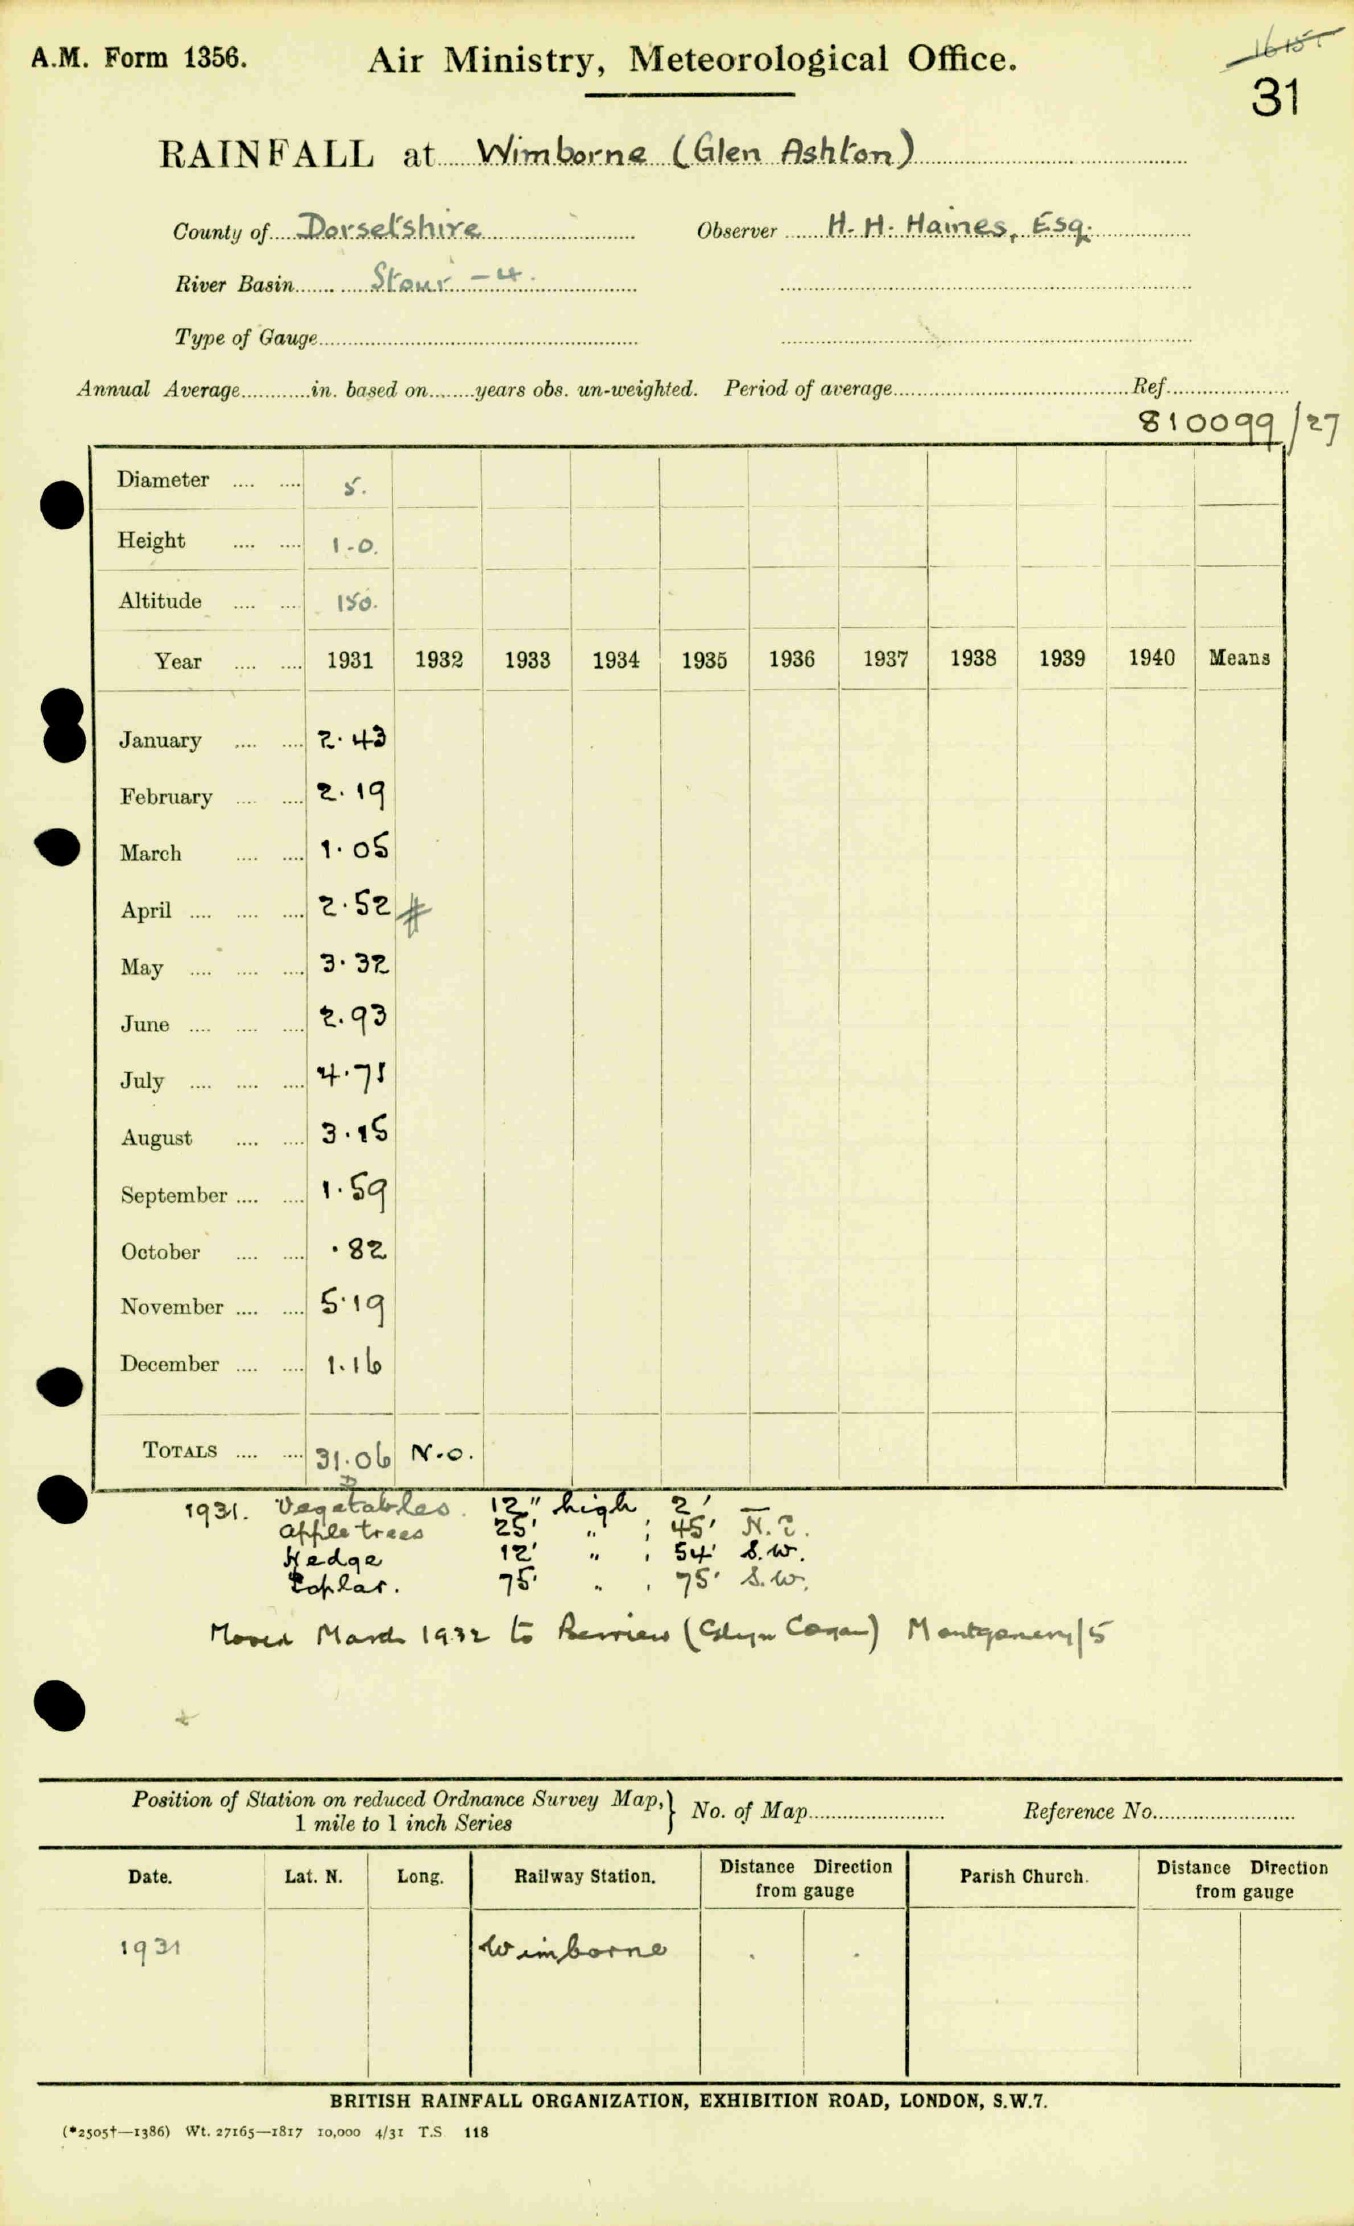 A.M. Form 1356.
Air Ministry, Meteorological Office.
31
RAINFALL at Wimborne (Glen Ashton)
County of Dorsetshire Observer H. H. Haines, Esq.
River Basin Stour - 4.
Type of Gauge
Annual Average in. based on years obs. un-weighted. Period of average Ref.
810099/27
Diameter 5.
Height 1-0.
Altitude 150.
Year 1931 1932 1933 1934 1935 1936 1937 1938 1939 1940 Means
January 2.43
February 2.19
March 1.05
April 2.52
May 3.32
June 2.93
July 4.71
August 3.15
September 1.59
October .82
November 5.19
December 1.16
TOTALS 31.06 N.O.
1931. Vegetables. 12" high 2'
Apple trees 25' " ; 45' N.E.
Hedge 12' " ; 54' S.W.
Poplar. 75' " , 75' S.W.
Moved March 1932 to Berriew (Glyn Cogan) Montgomery/5
Position of Station on reduced Ordnance Survey Map, } No. of Map Reference No.
1 mile to 1 inch Series
Date. Lat. N. Long. Railway Station. Distance Direction from gauge Parish Church. Distance Direction from gauge
1931 Wimborne
BRITISH RAINFALL ORGANIZATION, EXHIBITION ROAD, LONDON, S.W.7.
(*2505†—1386) Wt. 27165—1817 10,000 4/31 T.S. 118